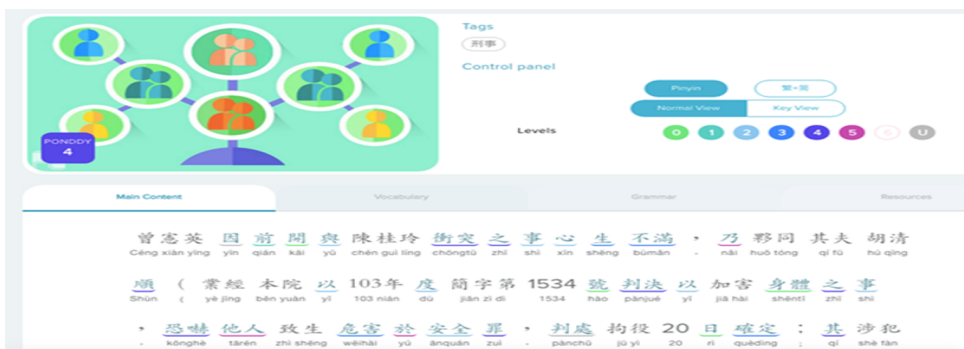 Tags
刑事
Control panel
Pinyin
繁-简
Normal View
Key View
Levels
0 1 2 3 4 5 6 U
PONDDY
4
Main Content
Vocabulary
Grammar
Resources
曾憲英 因 前 開 與 陳桂玲 衝突 之 事 心 生 不滿 , 乃 夥同 其夫 胡清
Céng xiàn yīng yīn qián kāi yǔ chén guì líng chōngtú zhī shì xīn shēng bùmǎn , nǎi huǒ tóng qí fū hú qīng
順 ( 業經 本院 以 103年 度 簡字第 1534 號 判決 以 加害 身體 之 事
Shùn ( yè jīng běn yuàn yǐ 103 nián dù jiǎn zì dì 1534 hào pànjué yǐ jiā hài shēntǐ zhī shì
, 恐嚇 他人 致生 危害 於 安全 罪 , 判處 拘役 20 日 確定 ; 其 涉犯
, kǒnghè tārén zhì shēng wēihài yú ānquán zuì , pànchǔ jū yì 20 rì quèdìng ; qí shè fàn